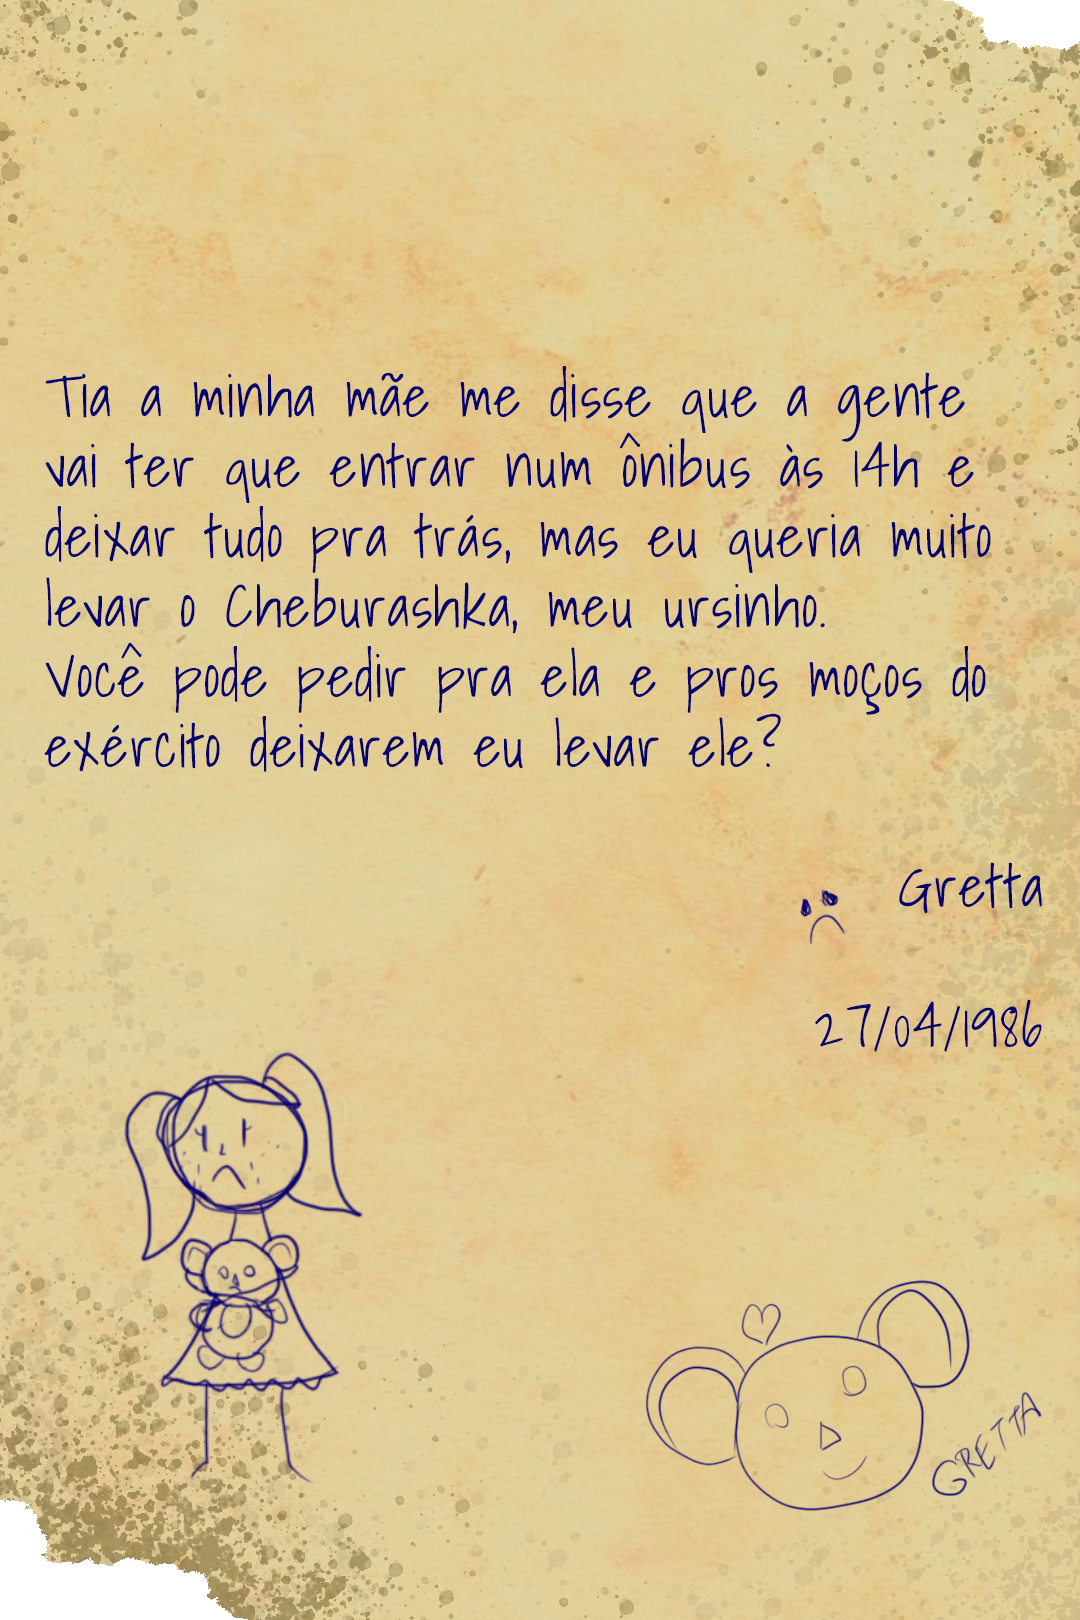 Tia a minha mãe me disse que a gente
vai ter que entrar num ônibus às 14h e
deixar tudo pra trás, mas eu queria muito
levar o Cheburashka, meu ursinho.
Você pode pedir pra ela e pros moços do
exército deixarem eu levar ele?
Gretta
27/04/1986
GRETTA